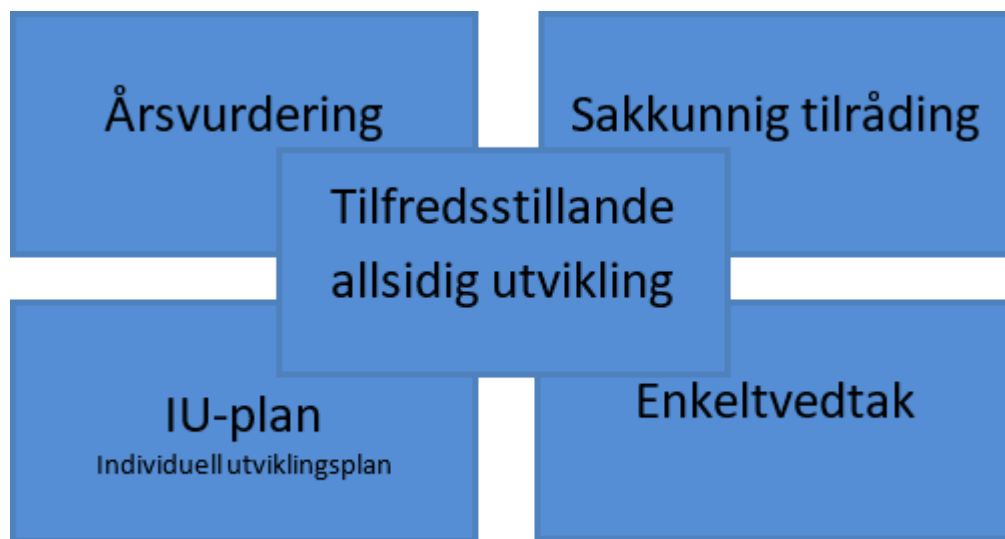 Årsvurdering
Sakkunnig tilråding
Tilfredsstillande
allsidig utvikling
IU-plan
Individuell utviklingsplan
Enkeltvedtak